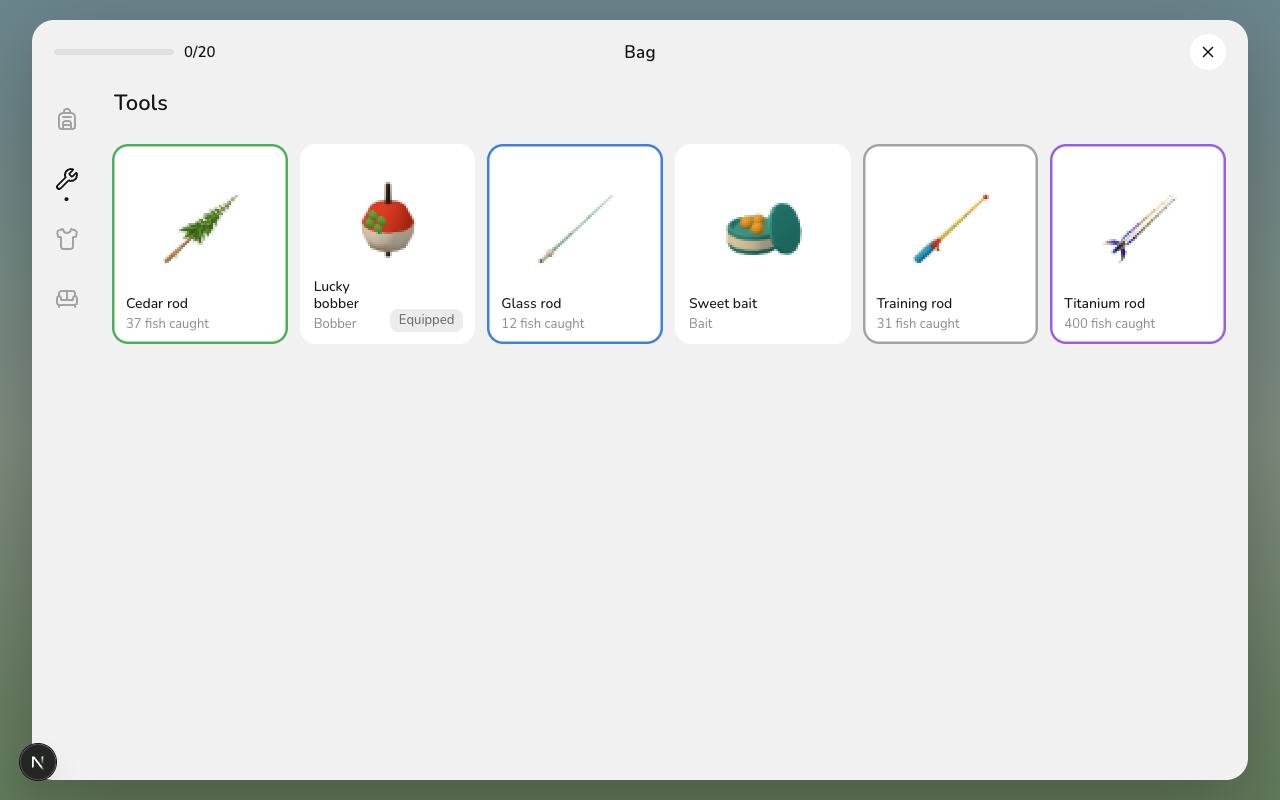 0/20
Bag
Tools
Cedar rod
37 fish caught
Lucky
bobber
Bobber
Equipped
Glass rod
12 fish caught
Sweet bait
Bait
Training rod
31 fish caught
Titanium rod
400 fish caught
N